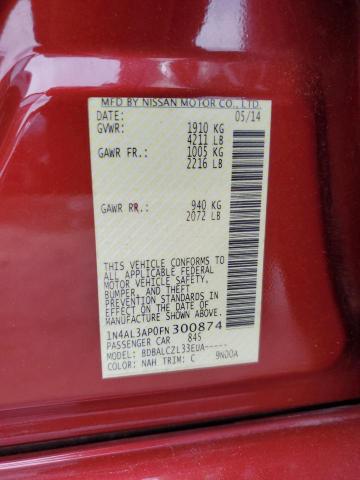 MFD BY NISSAN MOTOR CO., LTD.
DATE: 05/14
GVWR: 1910 KG
4211 LB
GAWR FR.: 1005 KG
2216 LB
GAWR RR.: 940 KG
2072 LB
THIS VEHICLE CONFORMS TO
ALL APPLICABLE FEDERAL
MOTOR VEHICLE SAFETY,
BUMPER, AND THEFT
PREVENTION STANDARDS IN
EFFECT ON THE DATE OF
MANUFACTURE SHOWN ABOVE.
1N4AL3AP0FN300874
PASSENGER CAR 845
MODEL: BDBALCZL33EUA-----
COLOR: NAH TRIM: C 9N00A